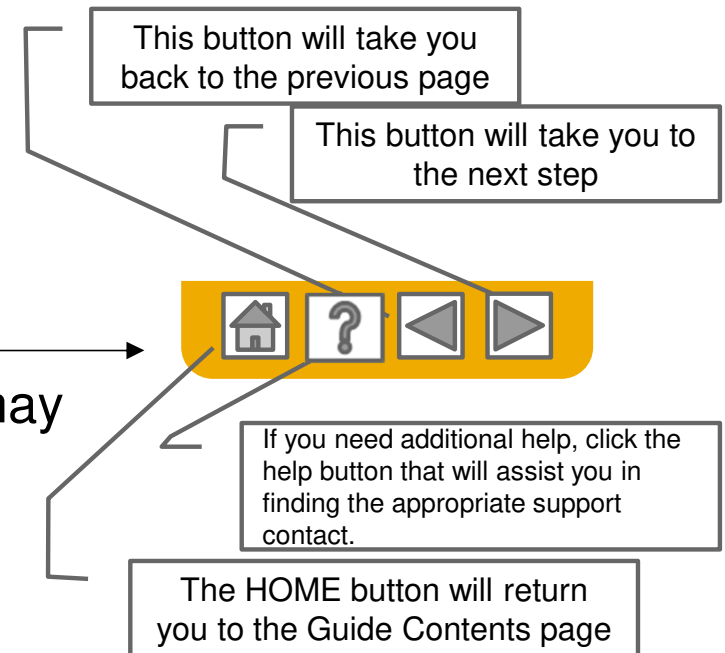 This button will take you
back to the previous page
This button will take you to
the next step
?
If you need additional help, click the
help button that will assist you in
finding the appropriate support
contact.
The HOME button will return
you to the Guide Contents page